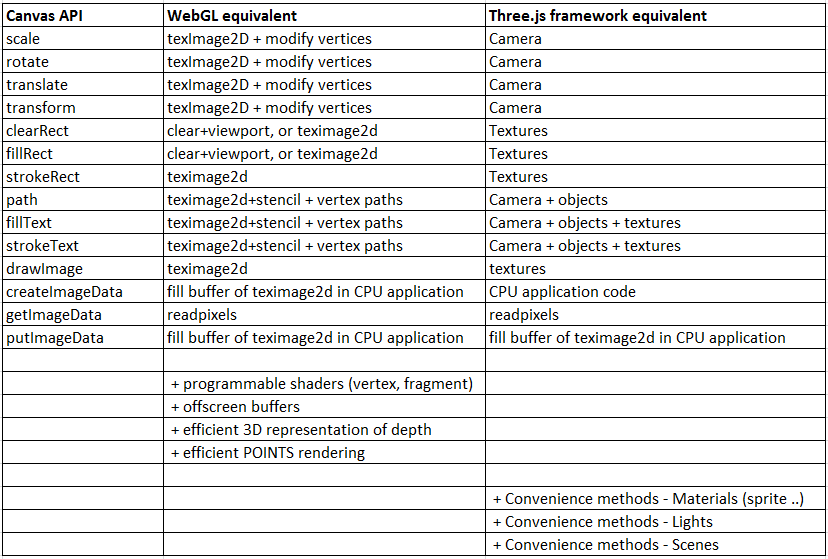 Canvas API WebGL equivalent Three.js framework equivalent
scale texImage2D + modify vertices Camera
rotate texImage2D + modify vertices Camera
translate texImage2D + modify vertices Camera
transform texImage2D + modify vertices Camera
clearRect clear+viewport, or teximage2d Textures
fillRect clear+viewport, or teximage2d Textures
strokeRect teximage2d Textures
path teximage2d+stencil + vertex paths Camera + objects
fillText teximage2d+stencil + vertex paths Camera + objects + textures
strokeText teximage2d+stencil + vertex paths Camera + objects + textures
drawImage teximage2d textures
createImageData fill buffer of teximage2d in CPU application CPU application code
getImageData readpixels readpixels
putImageData fill buffer of teximage2d in CPU application fill buffer of teximage2d in CPU application
+ programmable shaders (vertex, fragment)
+ offscreen buffers
+ efficient 3D representation of depth
+ efficient POINTS rendering
+ Convenience methods - Materials (sprite ..)
+ Convenience methods - Lights
+ Convenience methods - Scenes